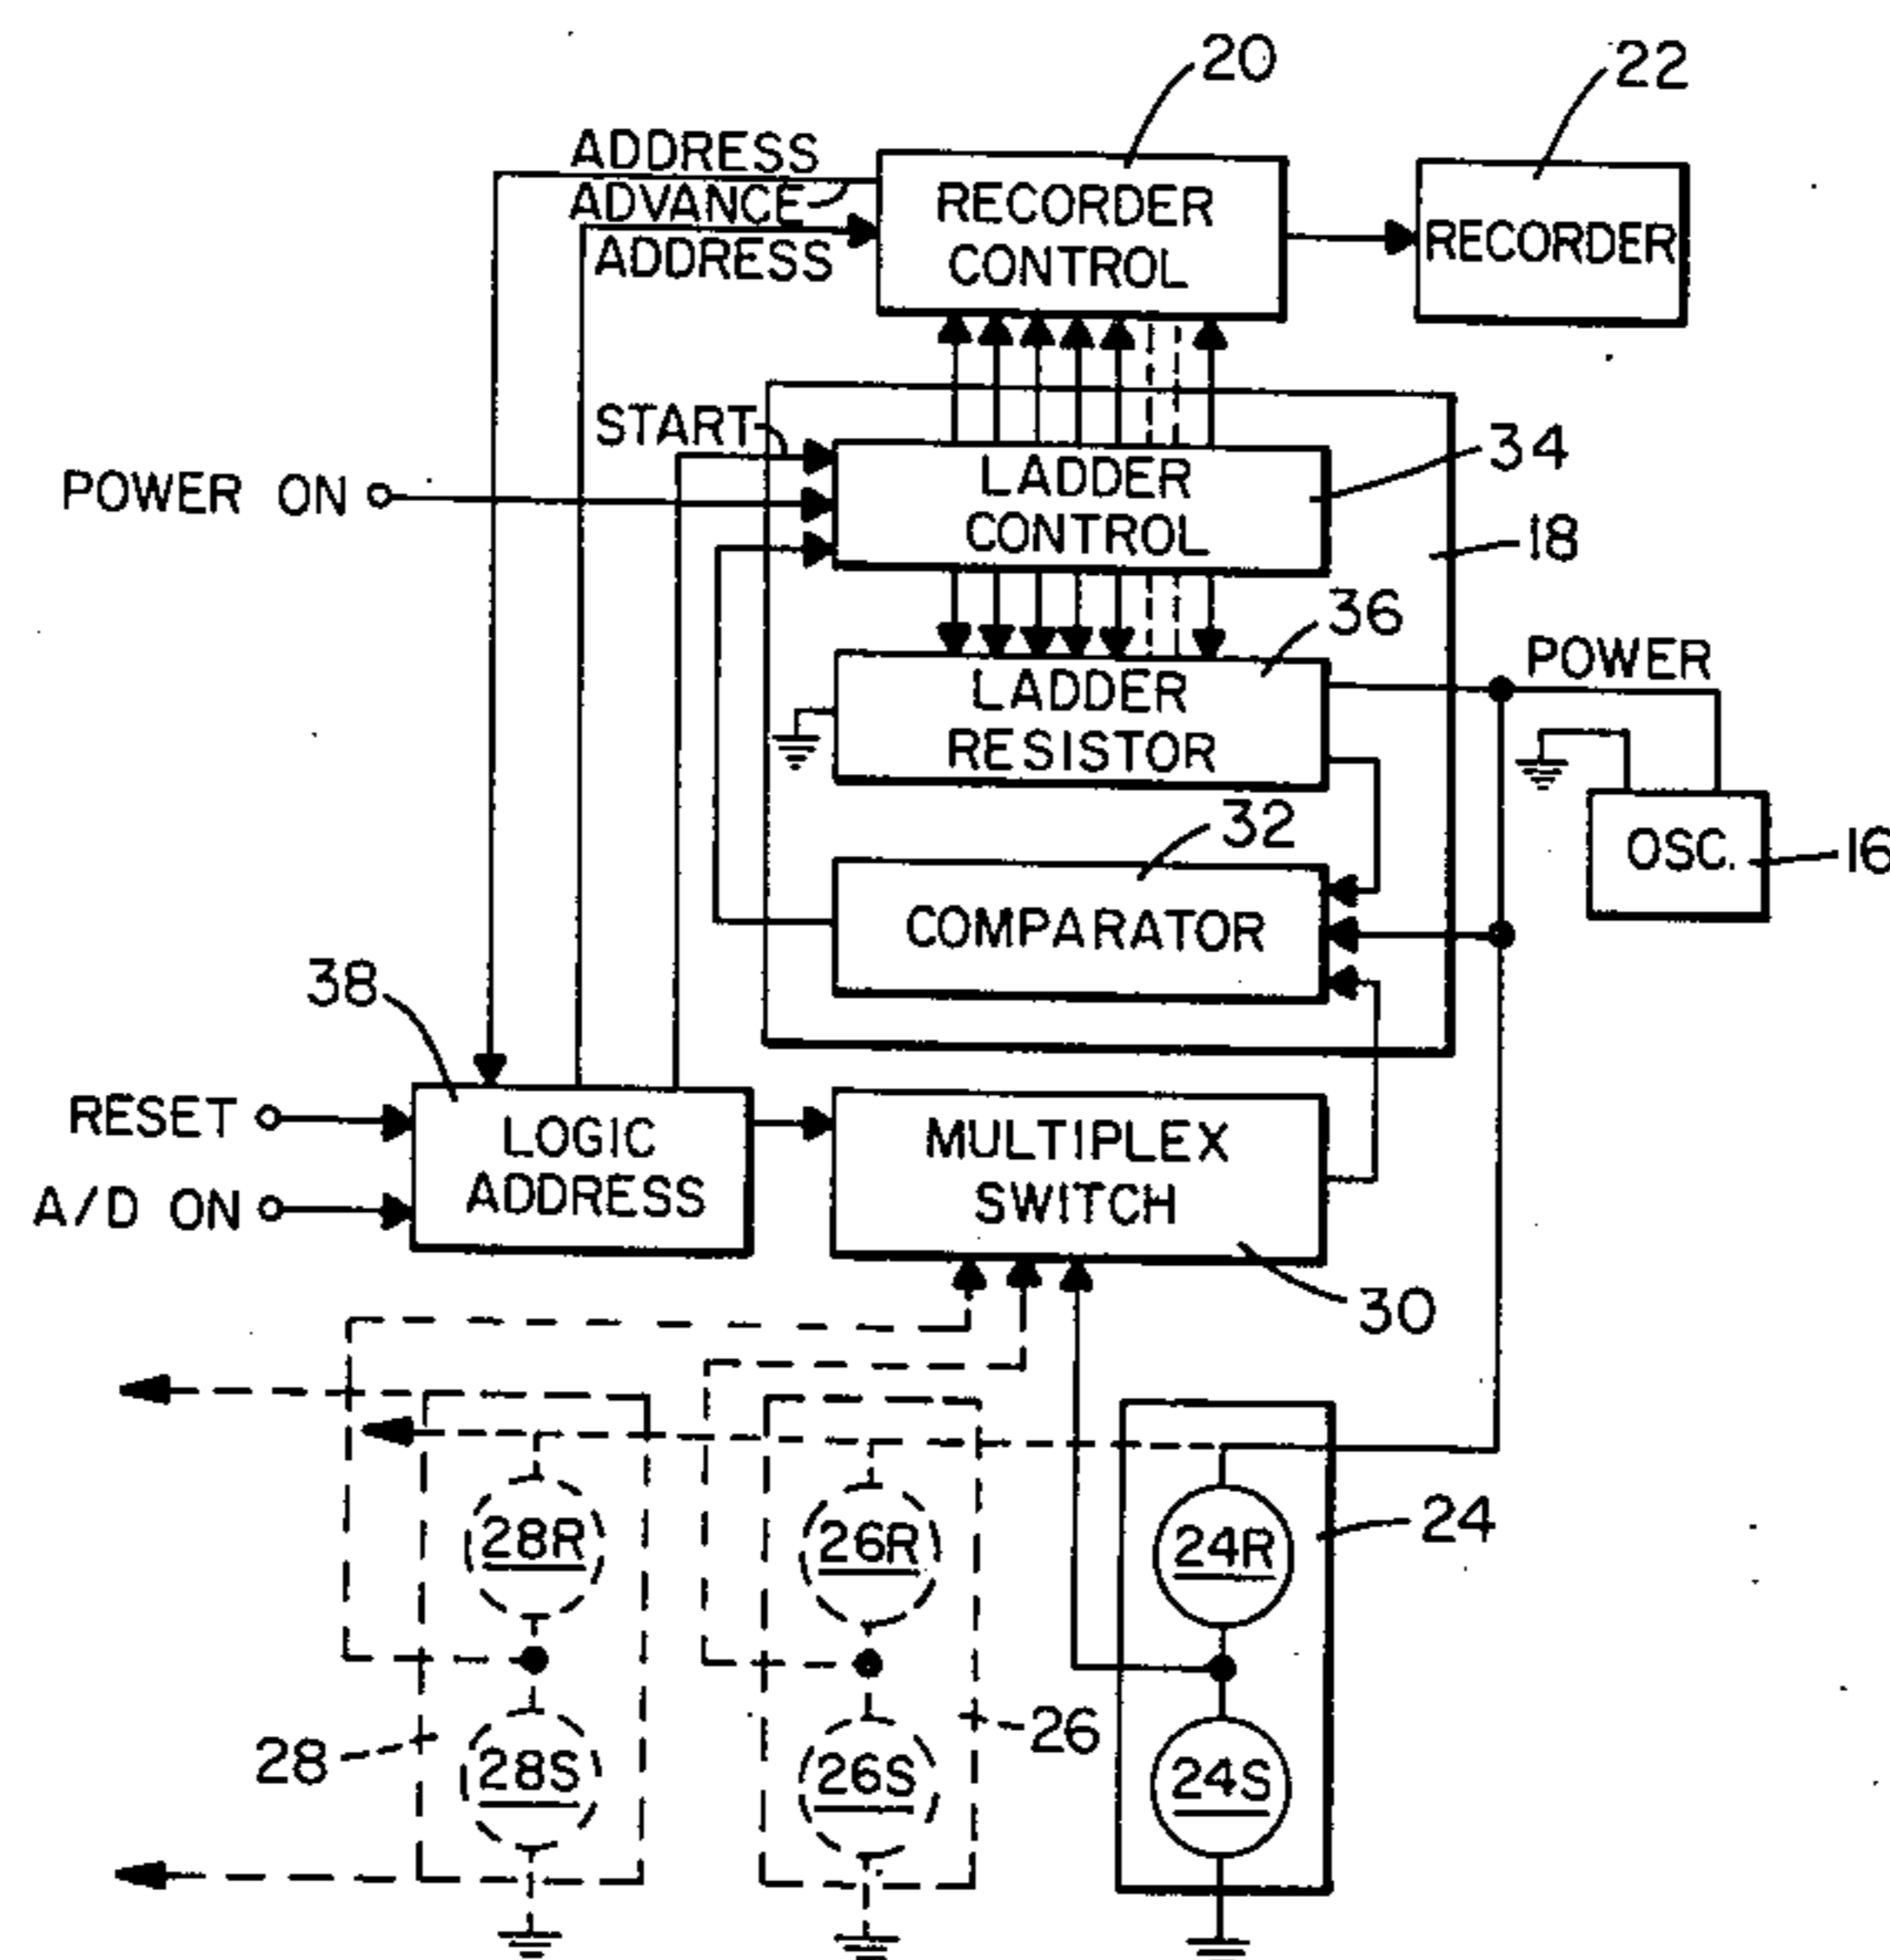 20
22
ADDRESS
ADVANCE
ADDRESS
RECORDER
CONTROL
RECORDER
START
POWER ON
LADDER
CONTROL
34
18
36
LADDER
RESISTOR
POWER
32
OSC.
16
COMPARATOR
38
RESET
A/D ON
LOGIC
ADDRESS
MULTIPLEX
SWITCH
30
28R
26R
24R
24
28
28S
26S
26
24S